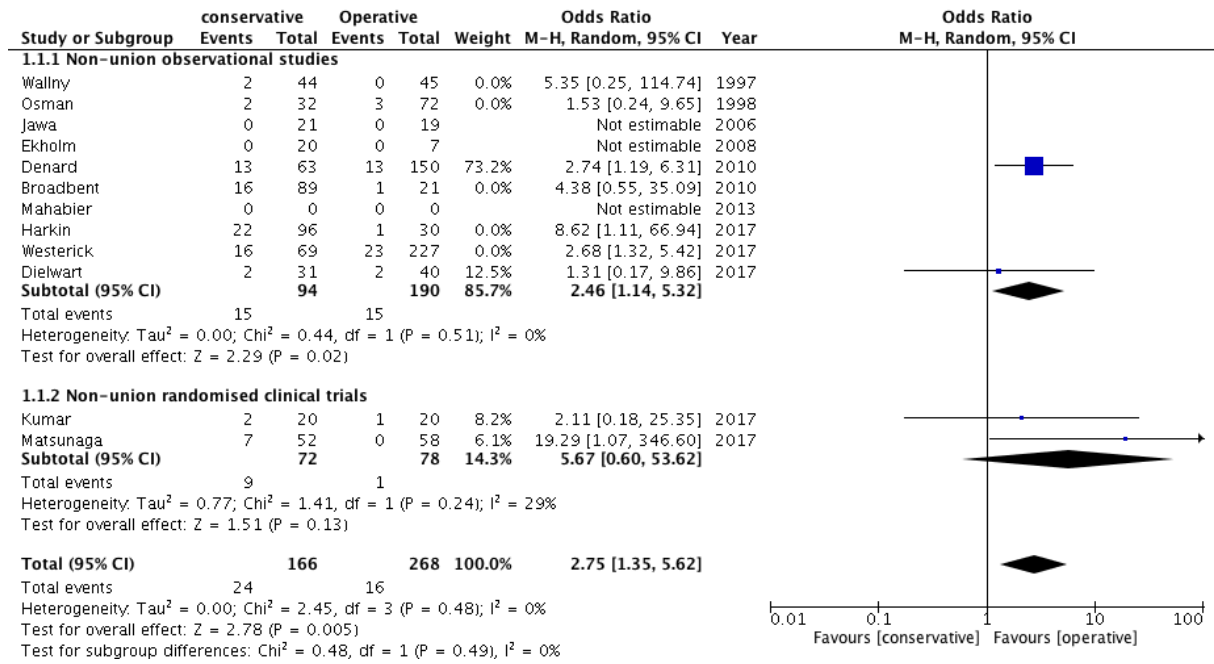 conservative Operative Odds Ratio Odds Ratio
Study or Subgroup Events Total Events Total Weight M-H, Random, 95% CI Year M-H, Random, 95% CI
1.1.1 Non-union observational studies
Wallny 2 44 0 45 0.0% 5.35 [0.25, 114.74] 1997
Osman 2 32 3 72 0.0% 1.53 [0.24, 9.65] 1998
Jawa 0 21 0 19 Not estimable 2006
Ekholm 0 20 0 7 Not estimable 2008
Denard 13 63 13 150 73.2% 2.74 [1.19, 6.31] 2010
Broadbent 16 89 1 21 0.0% 4.38 [0.55, 35.09] 2010
Mahabier 0 0 0 0 Not estimable 2013
Harkin 22 96 1 30 0.0% 8.62 [1.11, 66.94] 2017
Westerick 16 69 23 227 0.0% 2.68 [1.32, 5.42] 2017
Dielwart 2 31 2 40 12.5% 1.31 [0.17, 9.86] 2017
Subtotal (95% CI) 94 190 85.7% 2.46 [1.14, 5.32]
Total events 15 15
Heterogeneity: Tau² = 0.00; Chi² = 0.44, df = 1 (P = 0.51); I² = 0%
Test for overall effect: Z = 2.29 (P = 0.02)
1.1.2 Non-union randomised clinical trials
Kumar 2 20 1 20 8.2% 2.11 [0.18, 25.35] 2017
Matsunaga 7 52 0 58 6.1% 19.29 [1.07, 346.60] 2017
Subtotal (95% CI) 72 78 14.3% 5.67 [0.60, 53.62]
Total events 9 1
Heterogeneity: Tau² = 0.77; Chi² = 1.41, df = 1 (P = 0.24); I² = 29%
Test for overall effect: Z = 1.51 (P = 0.13)
Total (95% CI) 166 268 100.0% 2.75 [1.35, 5.62]
Total events 24 16
Heterogeneity: Tau² = 0.00; Chi² = 2.45, df = 3 (P = 0.48); I² = 0%
Test for overall effect: Z = 2.78 (P = 0.005)
Test for subgroup differences: Chi² = 0.48, df = 1 (P = 0.49), I² = 0%
0.01 0.1 1 10 100
Favours [conservative] Favours [operative]